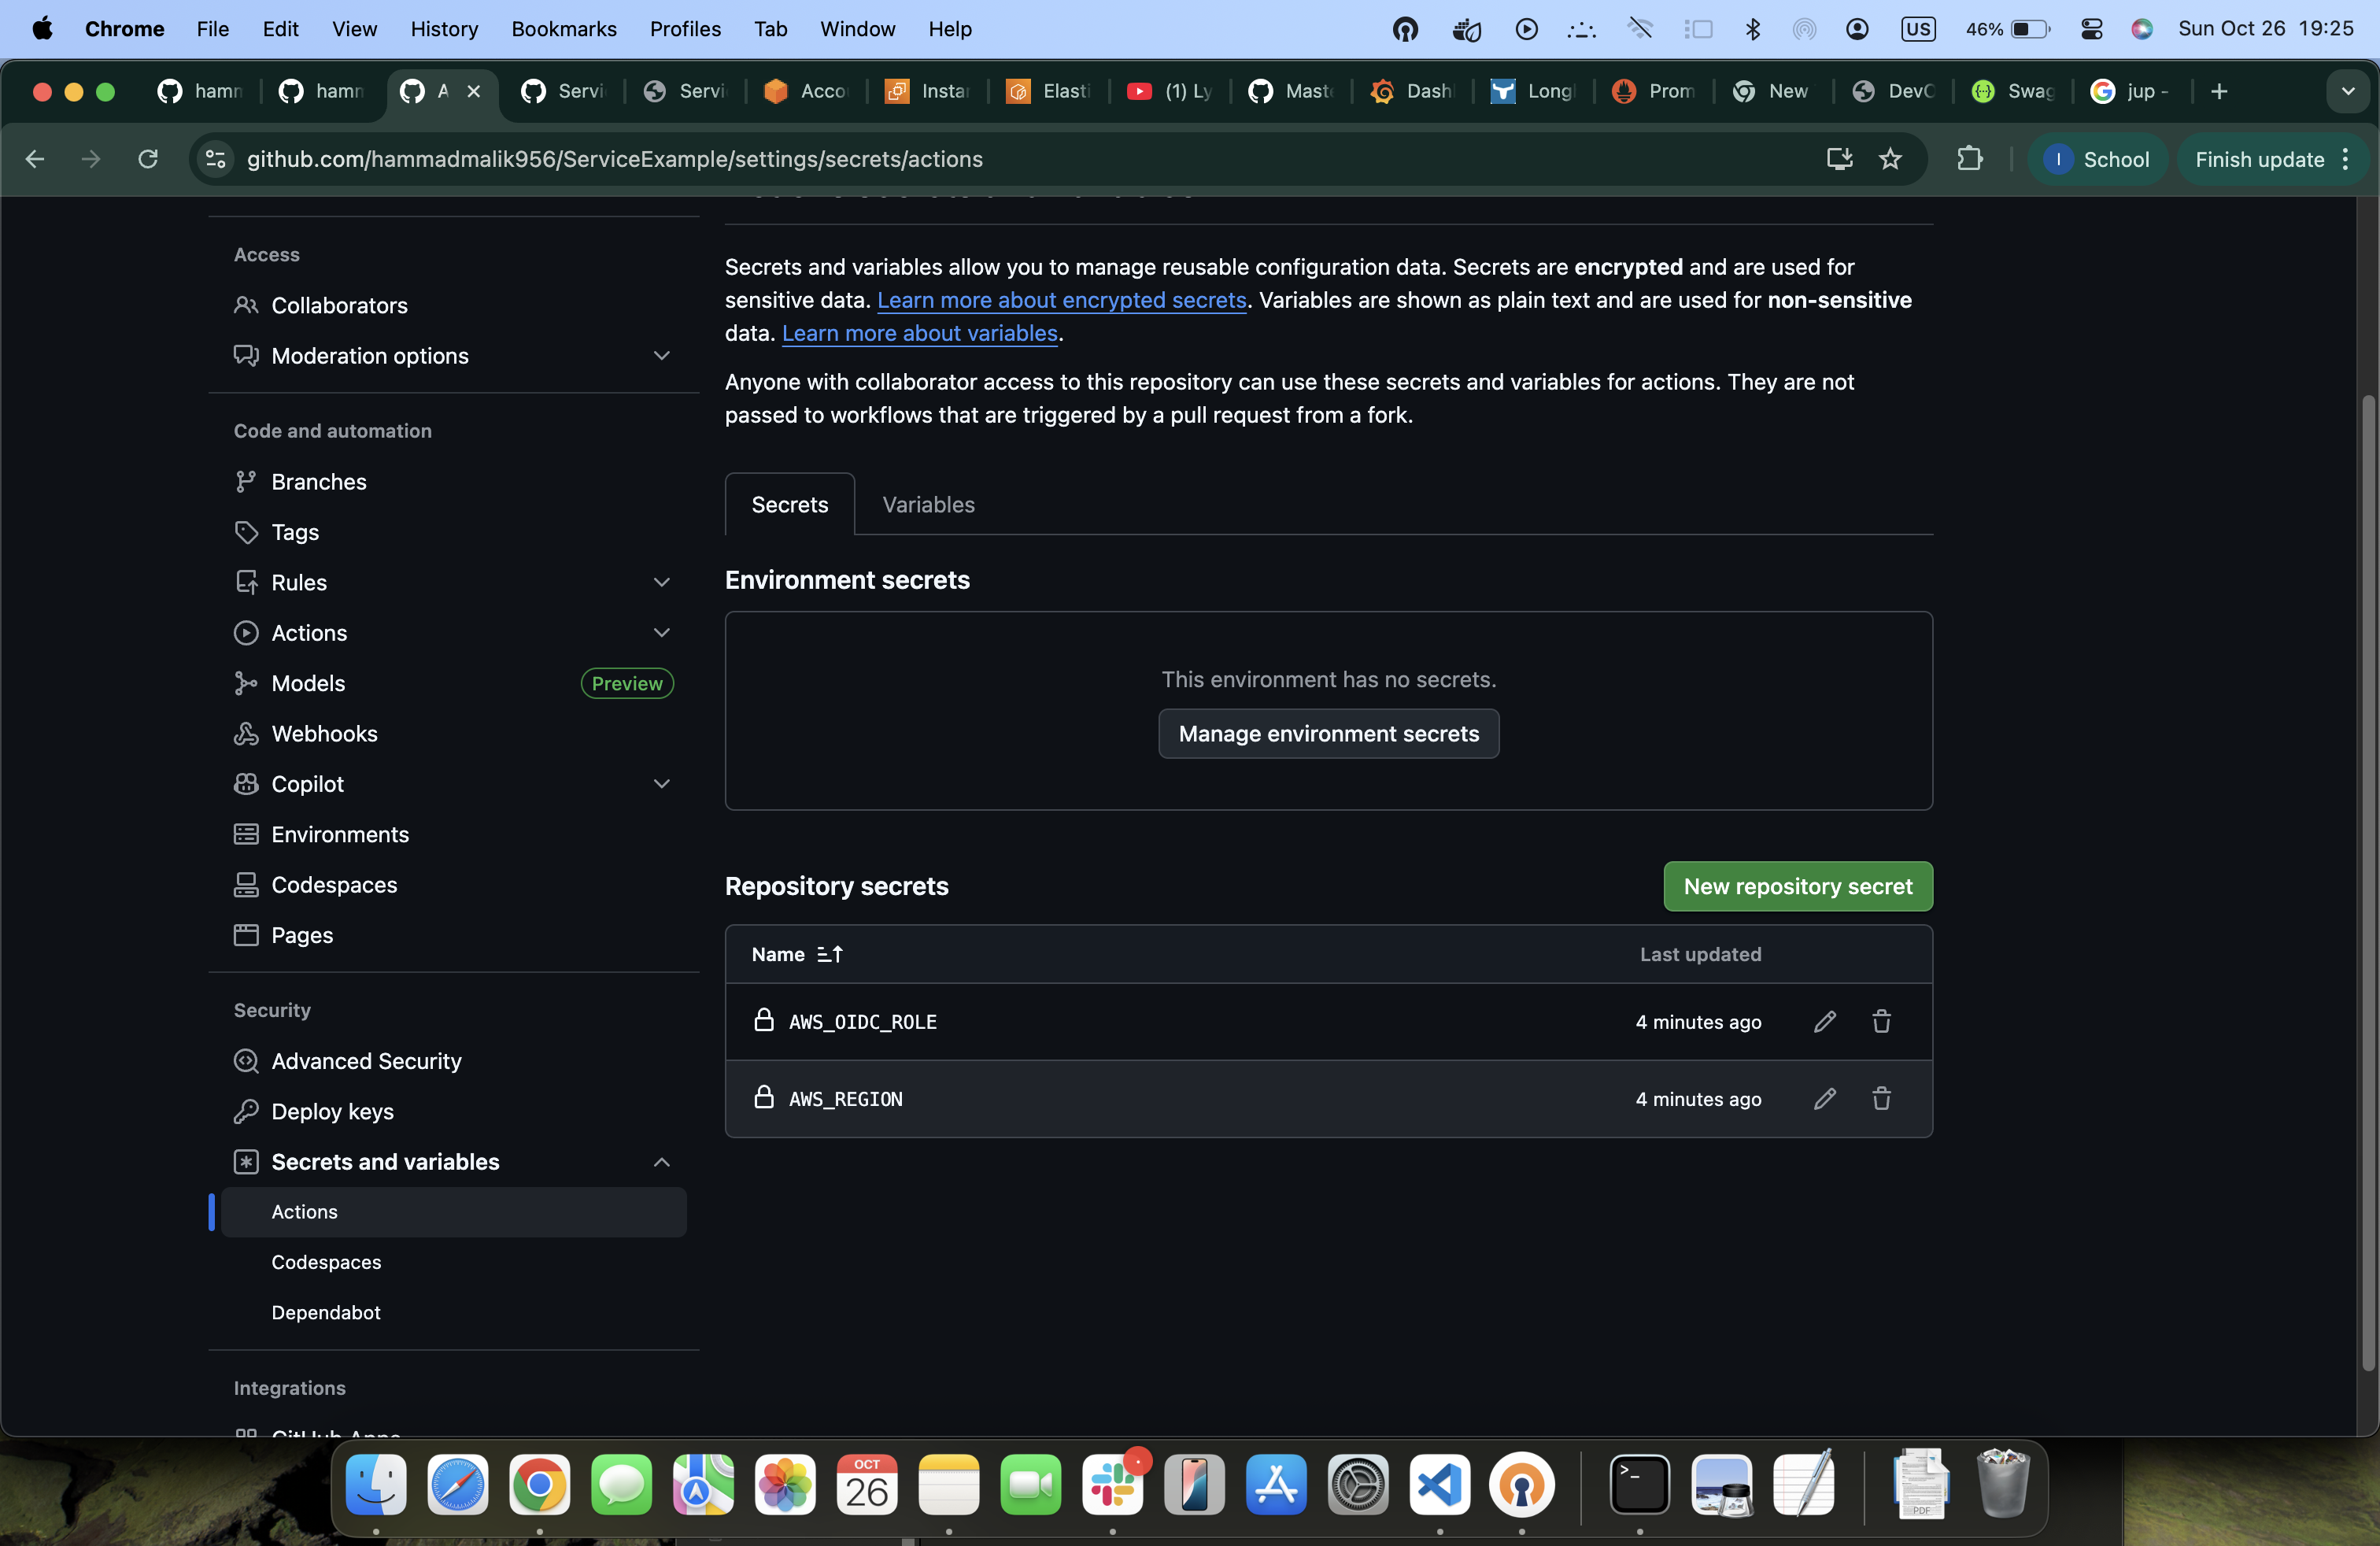 Chrome File Edit View History Bookmarks Profiles Tab Window Help US 46% Sun Oct 26 19:25
hamm hamm A Servi Servi Acco Instan Elasti (1) Ly Maste Dash Long Prom New DevO Swag jup -
github.com/hammadmalik956/ServiceExample/settings/secrets/actions
I School Finish update
Access
Collaborators
Moderation options
Code and automation
Branches
Tags
Rules
Actions
Models Preview
Webhooks
Copilot
Environments
Codespaces
Pages
Security
Advanced Security
Deploy keys
Secrets and variables
Actions
Codespaces
Dependabot
Integrations
GitHub Apps
Secrets and variables allow you to manage reusable configuration data. Secrets are encrypted and are used for
sensitive data. Learn more about encrypted secrets. Variables are shown as plain text and are used for non-sensitive
data. Learn more about variables.
Anyone with collaborator access to this repository can use these secrets and variables for actions. They are not
passed to workflows that are triggered by a pull request from a fork.
Secrets Variables
Environment secrets
This environment has no secrets.
Manage environment secrets
Repository secrets New repository secret
Name Last updated
AWS_OIDC_ROLE 4 minutes ago
AWS_REGION 4 minutes ago
OCT
26
PDF